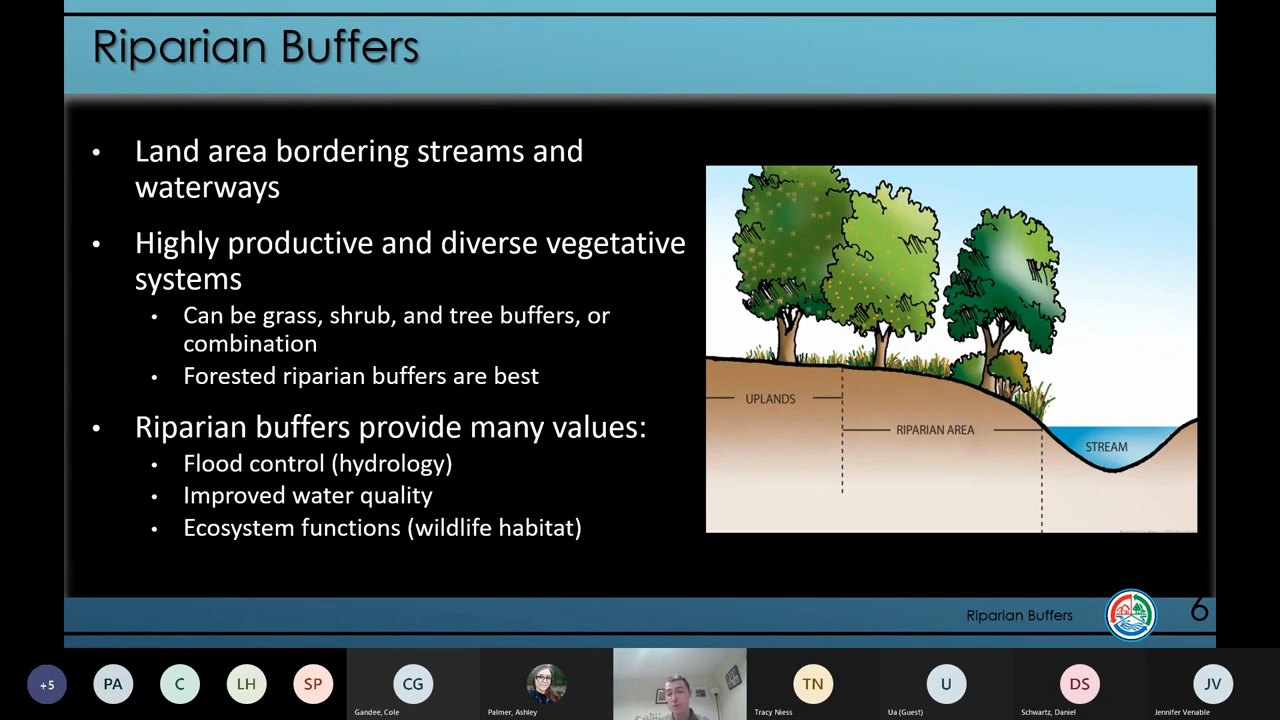 Riparian Buffers
• Land area bordering streams and
waterways
• Highly productive and diverse vegetative
systems
• Can be grass, shrub, and tree buffers, or
combination
• Forested riparian buffers are best
• Riparian buffers provide many values:
• Flood control (hydrology)
• Improved water quality
• Ecosystem functions (wildlife habitat)
UPLANDS
RIPARIAN AREA
STREAM
Riparian Buffers
6
+5
PA
C
LH
SP
CG
TN
U
DS
JV
Gandee, Cole
Palmer, Ashley
Tracy Niess
Ua (Guest)
Schwartz, Daniel
Jennifer Venable